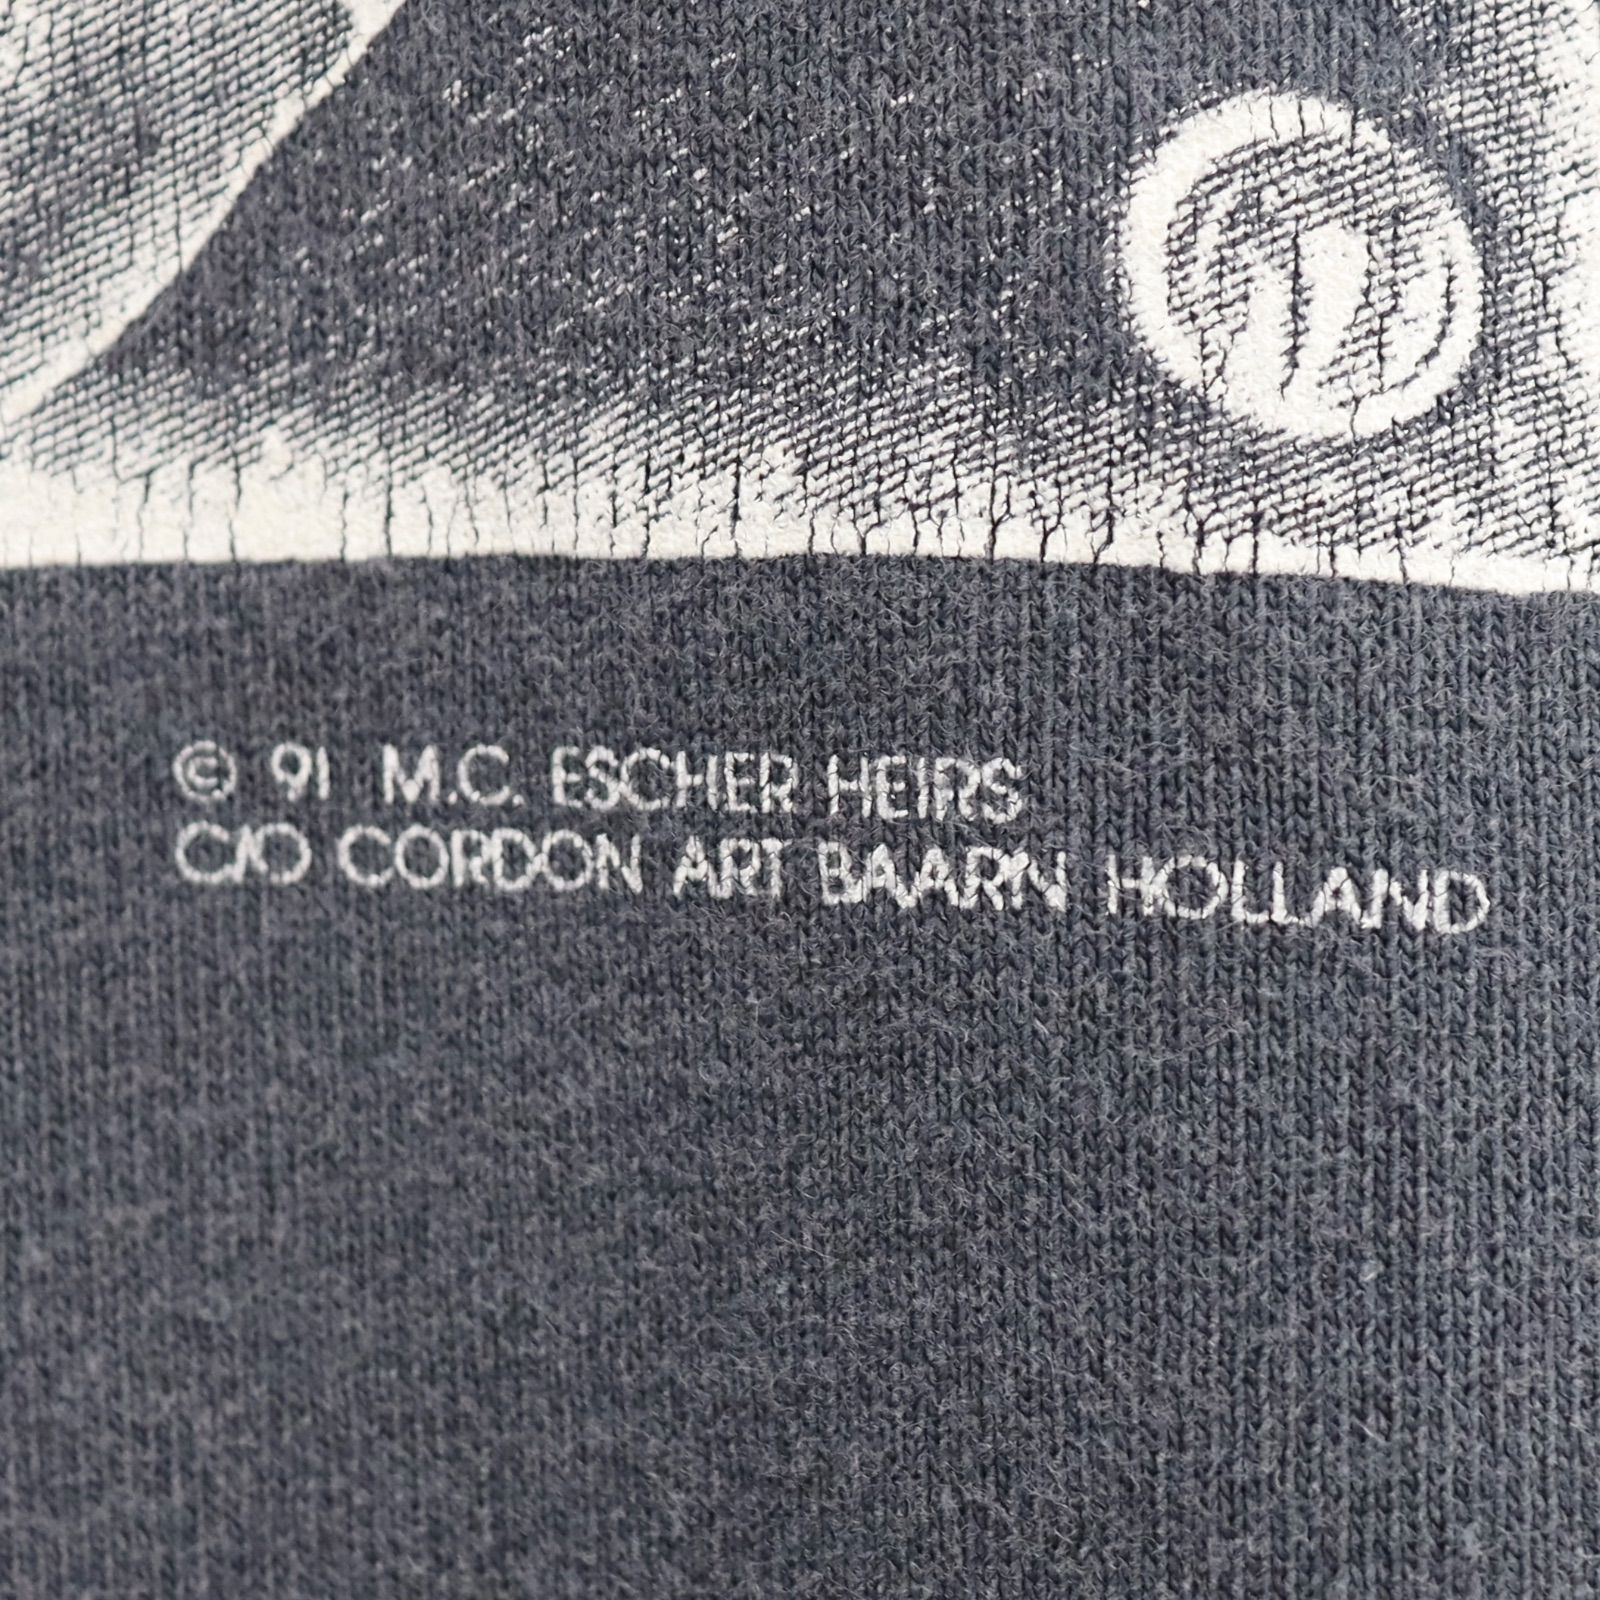 © 91 M.C. ESCHER HEIRS
C/O CORDON ART BAARN HOLLAND